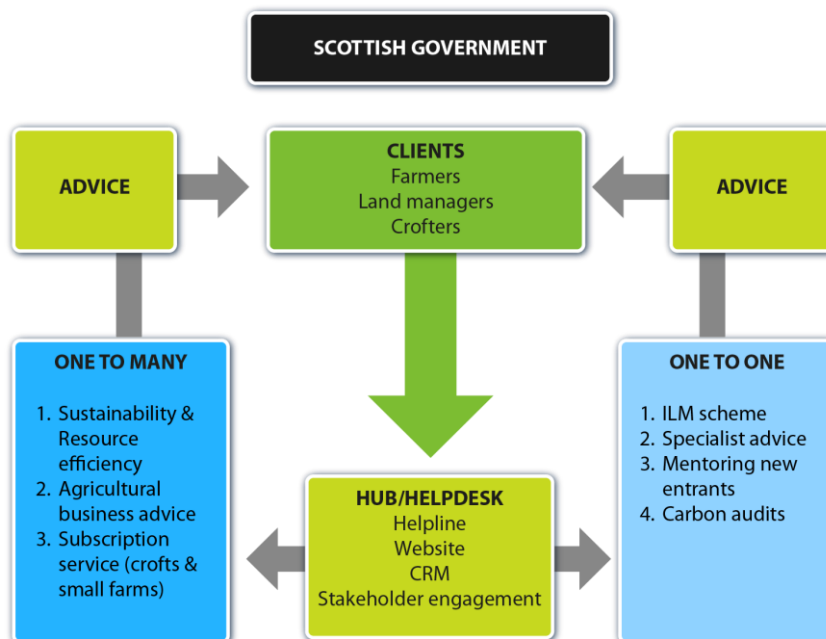 SCOTTISH GOVERNMENT
ADVICE
CLIENTS
Farmers
Land managers
Crofters
ADVICE
ONE TO MANY
1. Sustainability &
Resource
efficiency
2. Agricultural
business advice
3. Subscription
service (crofts &
small farms)
HUB/HELPDESK
Helpline
Website
CRM
Stakeholder engagement
ONE TO ONE
1. ILM scheme
2. Specialist advice
3. Mentoring new
entrants
4. Carbon audits